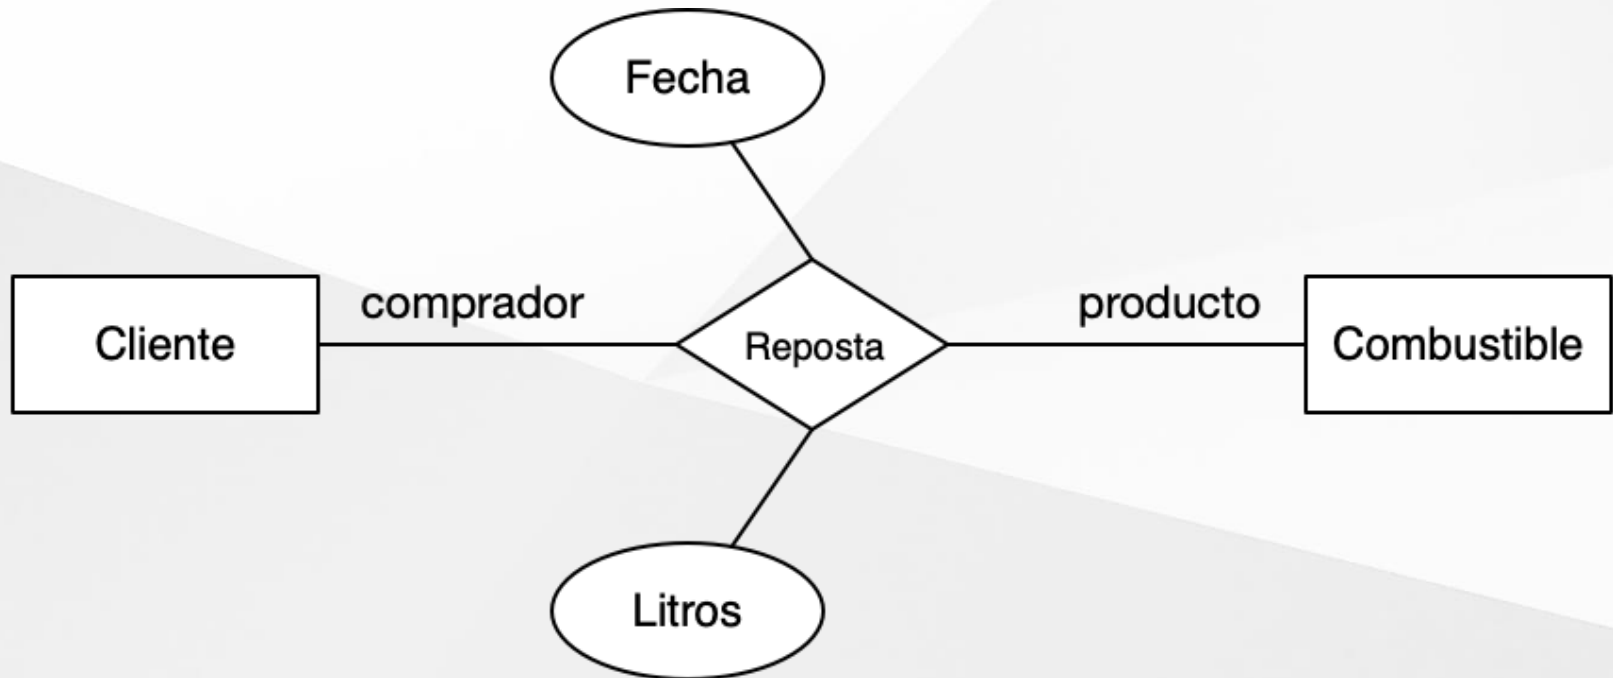 Fecha
comprador
producto
Cliente
Reposta
Combustible
Litros